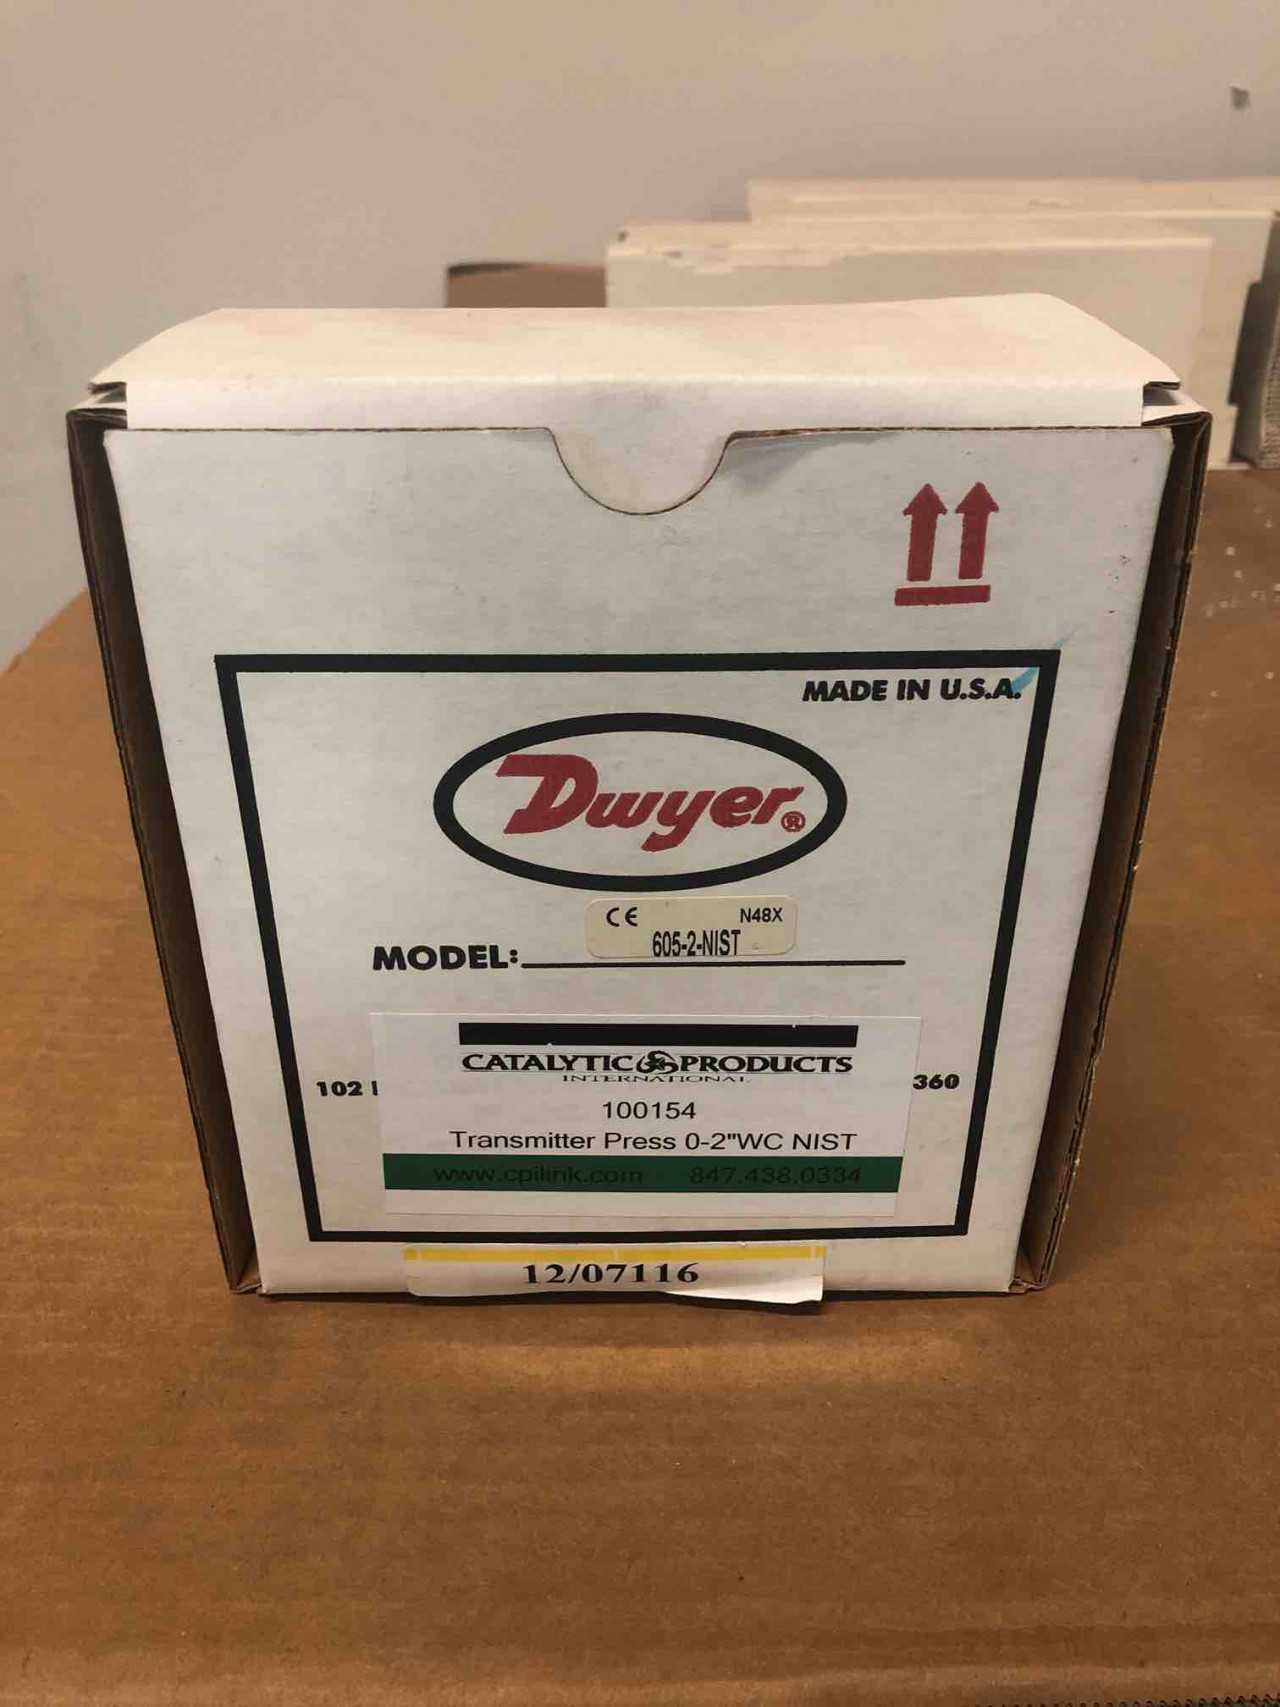 MADE IN U.S.A.
Dwyer®
CE N48X
605-2-NIST
MODEL:
CATALYTIC PRODUCTS
INTERNATIONAL
102 360
100154
Transmitter Press 0-2"WC NIST
www.cpilink.com 847.438.0334
12/07116